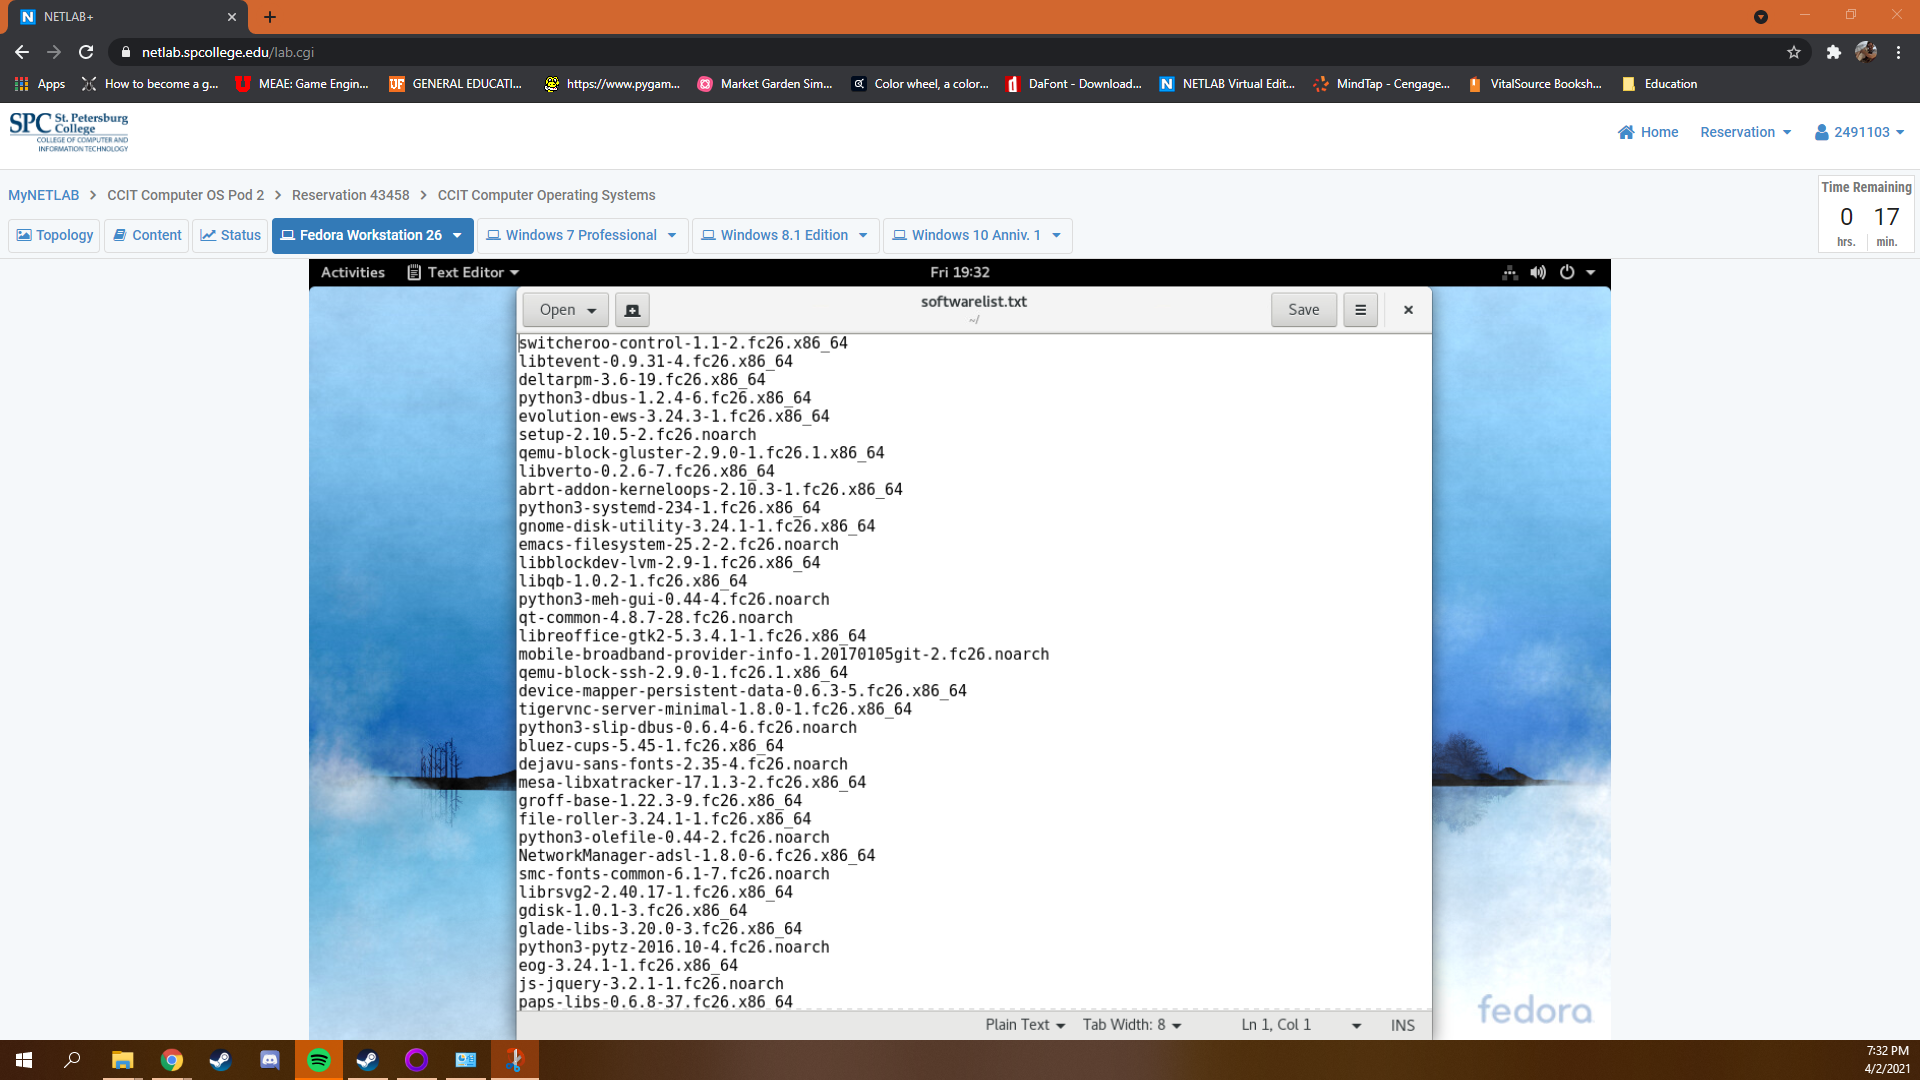 NETLAB+
netlab.spcollege.edu/lab.cgi
Apps
How to become a g...
MEAE: Game Engin...
GENERAL EDUCATI...
https://www.pygam...
Market Garden Sim...
Color wheel, a color...
DaFont - Download...
NETLAB Virtual Edit...
MindTap - Cengage...
VitalSource Booksh...
Education
SPC St. Petersburg College
COLLEGE OF COMPUTER AND
INFORMATION TECHNOLOGY
Home
Reservation
2491103
MyNETLAB > CCIT Computer OS Pod 2 > Reservation 43458 > CCIT Computer Operating Systems
Time Remaining
0 17
hrs. min.
Topology
Content
Status
Fedora Workstation 26
Windows 7 Professional
Windows 8.1 Edition
Windows 10 Anniv. 1
Activities
Text Editor
Fri 19:32
Open
softwarelist.txt
~/
Save
switcheroo-control-1.1-2.fc26.x86_64
libtevent-0.9.31-4.fc26.x86_64
deltarpm-3.6-19.fc26.x86_64
python3-dbus-1.2.4-6.fc26.x86_64
evolution-ews-3.24.3-1.fc26.x86_64
setup-2.10.5-2.fc26.noarch
qemu-block-gluster-2.9.0-1.fc26.1.x86_64
libverto-0.2.6-7.fc26.x86_64
abrt-addon-kerneloops-2.10.3-1.fc26.x86_64
python3-systemd-234-1.fc26.x86_64
gnome-disk-utility-3.24.1-1.fc26.x86_64
emacs-filesystem-25.2-2.fc26.noarch
libblockdev-lvm-2.9-1.fc26.x86_64
libqb-1.0.2-1.fc26.x86_64
python3-meh-gui-0.44-4.fc26.noarch
qt-common-4.8.7-28.fc26.noarch
libreoffice-gtk2-5.3.4.1-1.fc26.x86_64
mobile-broadband-provider-info-1.20170105git-2.fc26.noarch
qemu-block-ssh-2.9.0-1.fc26.1.x86_64
device-mapper-persistent-data-0.6.3-5.fc26.x86_64
tigervnc-server-minimal-1.8.0-1.fc26.x86_64
python3-slip-dbus-0.6.4-6.fc26.noarch
bluez-cups-5.45-1.fc26.x86_64
dejavu-sans-fonts-2.35-4.fc26.noarch
mesa-libxatracker-17.1.3-2.fc26.x86_64
groff-base-1.22.3-9.fc26.x86_64
file-roller-3.24.1-1.fc26.x86_64
python3-olefile-0.44-2.fc26.noarch
NetworkManager-adsl-1.8.0-6.fc26.x86_64
smc-fonts-common-6.1-7.fc26.noarch
librsvg2-2.40.17-1.fc26.x86_64
gdisk-1.0.1-3.fc26.x86_64
glade-libs-3.20.0-3.fc26.x86_64
python3-pytz-2016.10-4.fc26.noarch
eog-3.24.1-1.fc26.x86_64
js-jquery-3.2.1-1.fc26.noarch
paps-libs-0.6.8-37.fc26.x86_64
fedora
Plain Text
Tab Width: 8
Ln 1, Col 1
INS
7:32 PM
4/2/2021